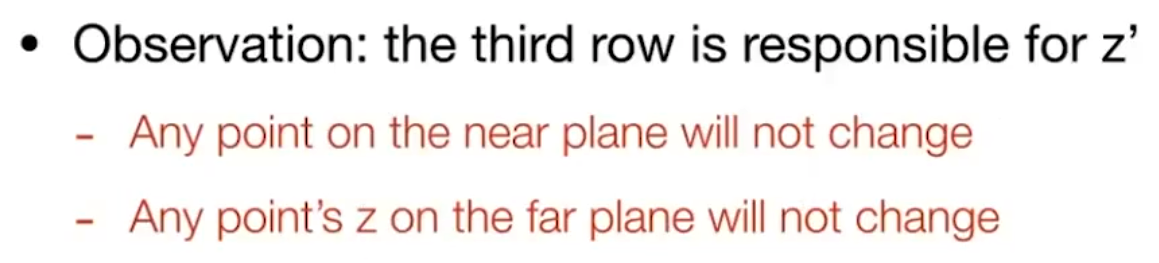 • Observation: the third row is responsible for z’
- Any point on the near plane will not change
- Any point’s z on the far plane will not change